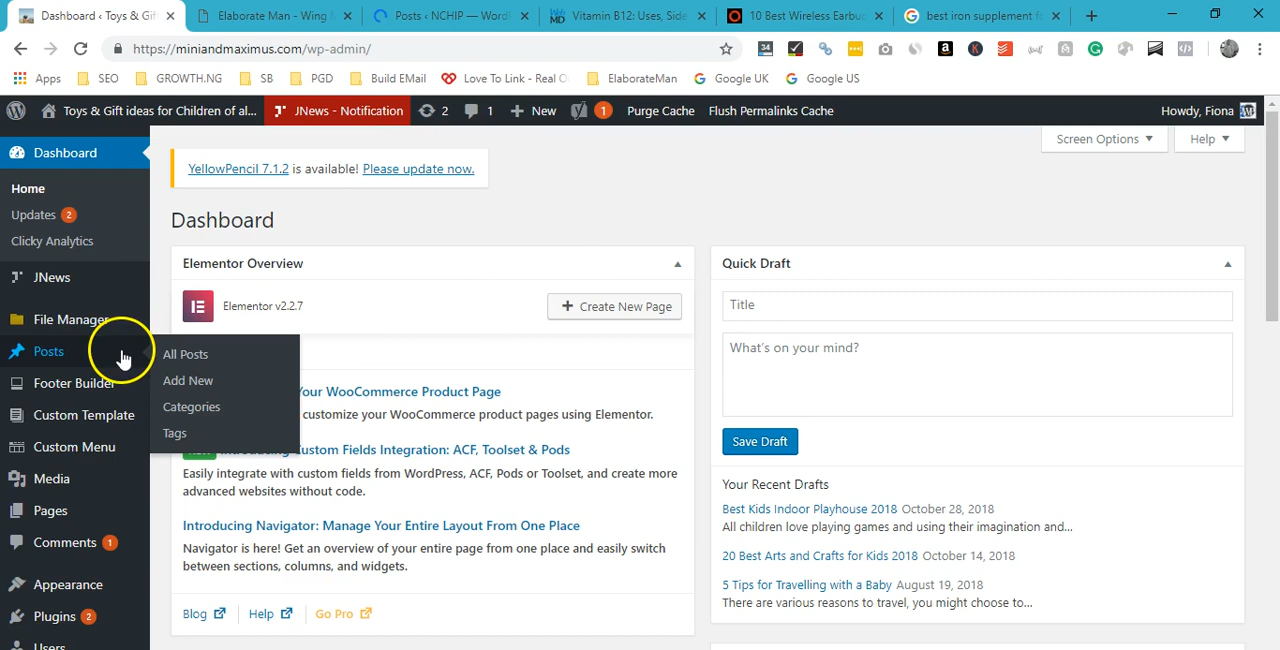 Dashboard ‹ Toys & Gif
Elaborate Man - Wing
Posts ‹ NCHIP — Word
Vitamin B12: Uses, Side
10 Best Wireless Earbu
best iron supplement f
https://miniandmaximus.com/wp-admin/
Apps SEO GROWTH.NG SB PGD Build EMail Love To Link - Real ElaborateMan Google UK Google US
Toys & Gift ideas for Children of al... JNews - Notification 2 1 New 1 Purge Cache Flush Permalinks Cache Howdy, Fiona
Dashboard
Home
Updates 2
Clicky Analytics
JNews
File Manager
Posts
Footer Builder
Custom Template
Custom Menu
Media
Pages
Comments 1
Appearance
Plugins 2
Users
All Posts
Add New
Categories
Tags
Screen Options Help
YellowPencil 7.1.2 is available! Please update now.
Dashboard
Elementor Overview
Elementor v2.2.7
Create New Page
Your WooCommerce Product Page
customize your WooCommerce product pages using Elementor.
Custom Fields Integration: ACF, Toolset & Pods
Easily integrate with custom fields from WordPress, ACF, Pods or Toolset, and create more
advanced websites without code.
Introducing Navigator: Manage Your Entire Layout From One Place
Navigator is here! Get an overview of your entire page from one place and easily switch
between sections, columns, and widgets.
Blog Help Go Pro
Quick Draft
Title
What's on your mind?
Save Draft
Your Recent Drafts
Best Kids Indoor Playhouse 2018 October 28, 2018
All children love playing games and using their imagination and...
20 Best Arts and Crafts for Kids 2018 October 14, 2018
5 Tips for Travelling with a Baby August 19, 2018
There are various reasons to travel, you might choose to...